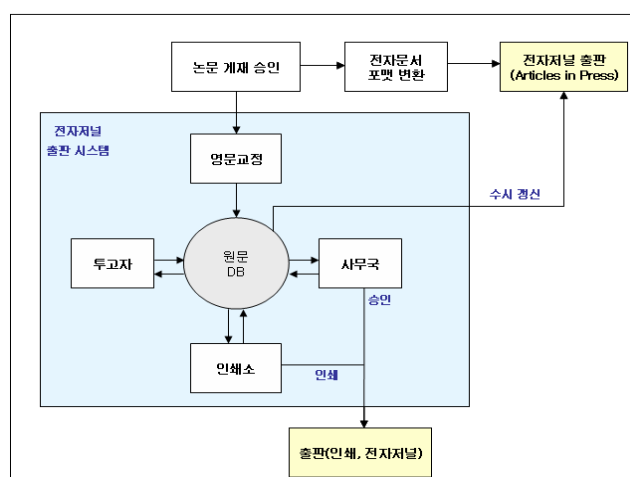 논문 게재 승인
전자문서
포맷 변환
전자저널 출판
(Articles in Press)
전자저널
출판 시스템
영문교정
수시 갱신
투고자
원문
DB
사무국
승인
인쇄소
인쇄
출판(인쇄, 전자저널)